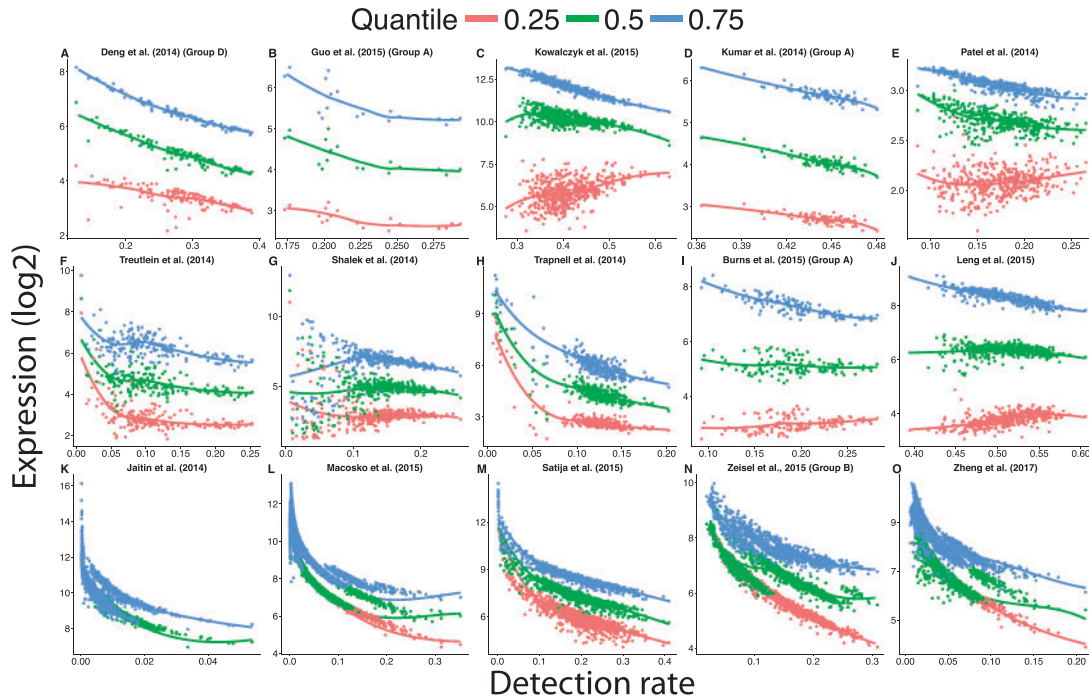 Quantile 0.25 0.5 0.75
A Deng et al. (2014) (Group D)
B Guo et al. (2015) (Group A)
C Kowalczyk et al. (2015)
D Kumar et al. (2014) (Group A)
E Patel et al. (2014)
8
6
4
2
0.2 0.3 0.4
6
5
4
3
0.175 0.200 0.225 0.250 0.275
12.5
10.0
7.5
5.0
0.3 0.4 0.5 0.6
6
5
4
3
0.36 0.39 0.42 0.45 0.48
3.0
2.5
2.0
0.10 0.15 0.20 0.25
F Treutlein et al. (2014)
G Shalek et al. (2014)
H Trapnell et al. (2014)
I Burns et al. (2015) (Group A)
J Leng et al. (2015)
10
8
6
4
2
0.00 0.05 0.10 0.15 0.20 0.25
10
5
0.0 0.1 0.2
9
6
3
0.00 0.05 0.10 0.15 0.20
8
6
4
0.10 0.15 0.20 0.25
8
6
4
0.40 0.45 0.50 0.55 0.60
K Jaitin et al. (2014)
L Macosko et al. (2015)
M Satija et al. (2015)
N Zeisel et al., 2015 (Group B)
O Zheng et al. (2017)
16
14
12
10
8
0.00 0.02 0.04
12
10
8
6
4
0.0 0.1 0.2 0.3
12
9
6
0.0 0.1 0.2 0.3 0.4
10
9
8
7
6
5
4
0.1 0.2 0.3
9
7
5
0.00 0.05 0.10 0.15 0.20
Expression (log2)
Detection rate